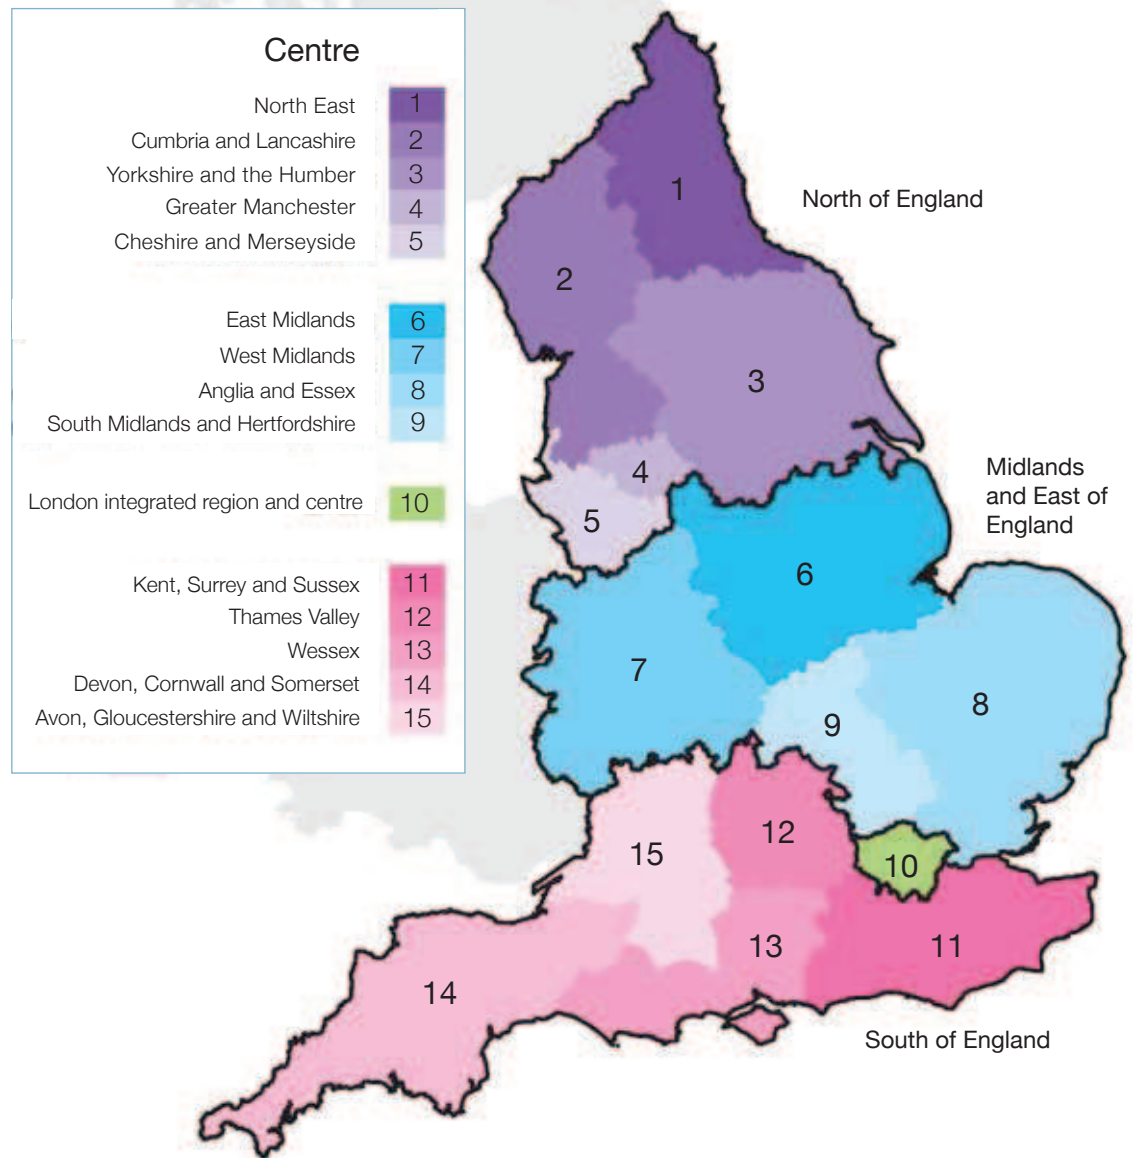 Centre
North East 1
Cumbria and Lancashire 2
Yorkshire and the Humber 3
Greater Manchester 4
Cheshire and Merseyside 5
East Midlands 6
West Midlands 7
Anglia and Essex 8
South Midlands and Hertfordshire 9
London integrated region and centre 10
Kent, Surrey and Sussex 11
Thames Valley 12
Wessex 13
Devon, Cornwall and Somerset 14
Avon, Gloucestershire and Wiltshire 15
1
North of England
2
3
4
5
Midlands
and East of
England
6
7
8
9
12
15
10
13
11
14
South of England